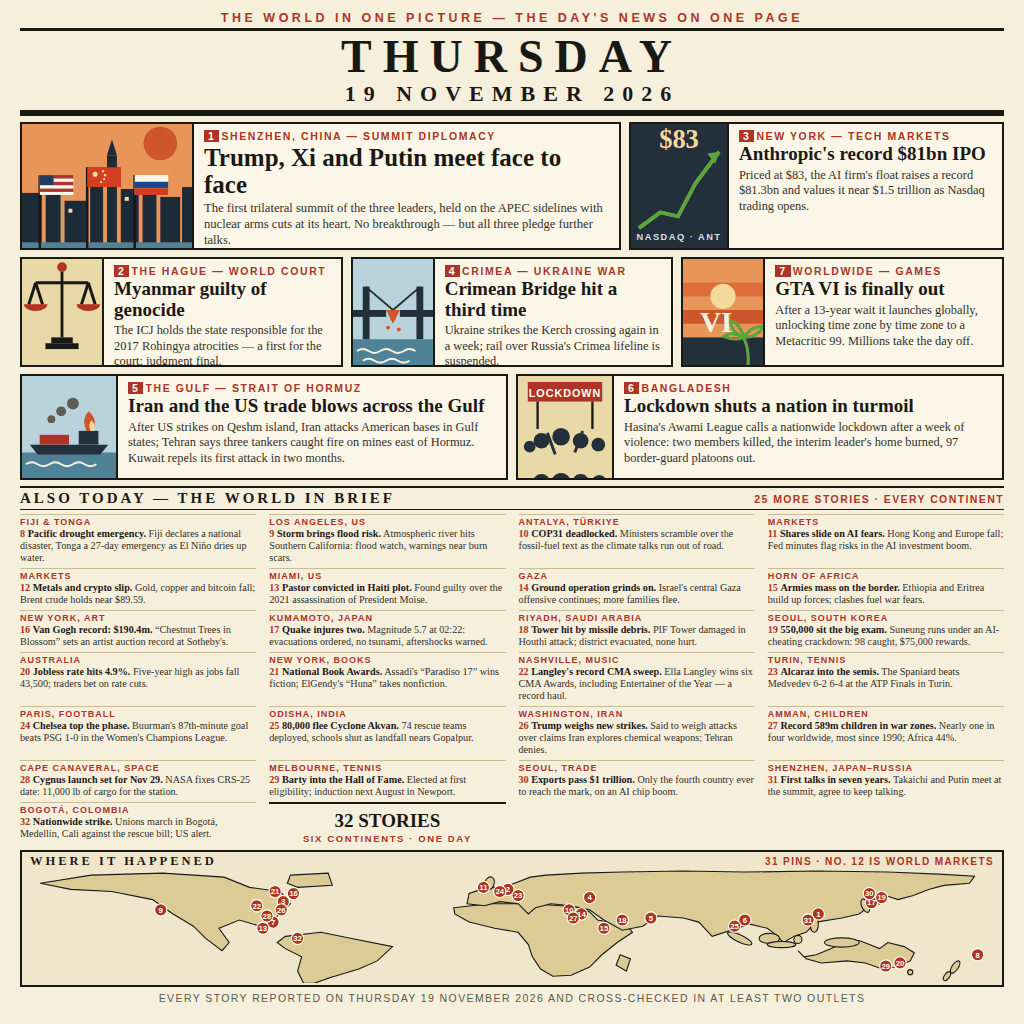 THE WORLD IN ONE PICTURE — THE DAY'S NEWS ON ONE PAGE
THURSDAY
19 NOVEMBER 2026
1 SHENZHEN, CHINA — SUMMIT DIPLOMACY
Trump, Xi and Putin meet face to
face
The first trilateral summit of the three leaders, held on the APEC sidelines with
nuclear arms cuts at its heart. No breakthrough — but all three pledge further
talks.
$83
NASDAQ · ANT
3 NEW YORK — TECH MARKETS
Anthropic's record $81bn IPO
Priced at $83, the AI firm's float raises a record
$81.3bn and values it near $1.5 trillion as Nasdaq
trading opens.
2 THE HAGUE — WORLD COURT
Myanmar guilty of
genocide
The ICJ holds the state responsible for the
2017 Rohingya atrocities — a first for the
court; judgment final.
4 CRIMEA — UKRAINE WAR
Crimean Bridge hit a
third time
Ukraine strikes the Kerch crossing again in
a week; rail over Russia's Crimea lifeline is
suspended.
VI
7 WORLDWIDE — GAMES
GTA VI is finally out
After a 13-year wait it launches globally,
unlocking time zone by time zone to a
Metacritic 99. Millions take the day off.
5 THE GULF — STRAIT OF HORMUZ
Iran and the US trade blows across the Gulf
After US strikes on Qeshm island, Iran attacks American bases in Gulf
states; Tehran says three tankers caught fire on mines east of Hormuz.
Kuwait repels its first attack in two months.
LOCKDOWN
6 BANGLADESH
Lockdown shuts a nation in turmoil
Hasina's Awami League calls a nationwide lockdown after a week of
violence: two members killed, the interim leader's home burned, 97
border-guard platoons out.
ALSO TODAY — THE WORLD IN BRIEF
25 MORE STORIES · EVERY CONTINENT
FIJI & TONGA
8 Pacific drought emergency. Fiji declares a national
disaster, Tonga a 27-day emergency as El Niño dries up
water.
LOS ANGELES, US
9 Storm brings flood risk. Atmospheric river hits
Southern California: flood watch, warnings near burn
scars.
ANTALYA, TÜRKIYE
10 COP31 deadlocked. Ministers scramble over the
fossil-fuel text as the climate talks run out of road.
MARKETS
11 Shares slide on AI fears. Hong Kong and Europe fall;
Fed minutes flag risks in the AI investment boom.
MARKETS
12 Metals and crypto slip. Gold, copper and bitcoin fall;
Brent crude holds near $89.59.
MIAMI, US
13 Pastor convicted in Haiti plot. Found guilty over the
2021 assassination of President Moïse.
GAZA
14 Ground operation grinds on. Israel's central Gaza
offensive continues; more families flee.
HORN OF AFRICA
15 Armies mass on the border. Ethiopia and Eritrea
build up forces; clashes fuel war fears.
NEW YORK, ART
16 Van Gogh record: $190.4m. “Chestnut Trees in
Blossom” sets an artist auction record at Sotheby's.
KUMAMOTO, JAPAN
17 Quake injures two. Magnitude 5.7 at 02:22:
evacuations ordered, no tsunami, aftershocks warned.
RIYADH, SAUDI ARABIA
18 Tower hit by missile debris. PIF Tower damaged in
Houthi attack; district evacuated, none hurt.
SEOUL, SOUTH KOREA
19 550,000 sit the big exam. Suneung runs under an AI-
cheating crackdown: 98 caught, $75,000 rewards.
AUSTRALIA
20 Jobless rate hits 4.9%. Five-year high as jobs fall
43,500; traders bet on rate cuts.
NEW YORK, BOOKS
21 National Book Awards. Assadi's “Paradiso 17” wins
fiction; ElGendy's “Huna” takes nonfiction.
NASHVILLE, MUSIC
22 Langley's record CMA sweep. Ella Langley wins six
CMA Awards, including Entertainer of the Year — a
record haul.
TURIN, TENNIS
23 Alcaraz into the semis. The Spaniard beats
Medvedev 6-2 6-4 at the ATP Finals in Turin.
PARIS, FOOTBALL
24 Chelsea top the phase. Buurman's 87th-minute goal
beats PSG 1-0 in the Women's Champions League.
ODISHA, INDIA
25 80,000 flee Cyclone Akvan. 74 rescue teams
deployed, schools shut as landfall nears Gopalpur.
WASHINGTON, IRAN
26 Trump weighs new strikes. Said to weigh attacks
over claims Iran explores chemical weapons; Tehran
denies.
AMMAN, CHILDREN
27 Record 589m children in war zones. Nearly one in
four worldwide, most since 1990; Africa 44%.
CAPE CANAVERAL, SPACE
28 Cygnus launch set for Nov 29. NASA fixes CRS-25
date: 11,000 lb of cargo for the station.
MELBOURNE, TENNIS
29 Barty into the Hall of Fame. Elected at first
eligibility; induction next August in Newport.
SEOUL, TRADE
30 Exports pass $1 trillion. Only the fourth country ever
to reach the mark, on an AI chip boom.
SHENZHEN, JAPAN–RUSSIA
31 First talks in seven years. Takaichi and Putin meet at
the summit, agree to keep talking.
BOGOTÁ, COLOMBIA
32 Nationwide strike. Unions march in Bogotá,
Medellín, Cali against the rescue bill; US alert.
32 STORIES
SIX CONTINENTS · ONE DAY
WHERE IT HAPPENED
31 PINS · NO. 12 IS WORLD MARKETS
11 24 2 23 4
21 16 3 22 26 9 28 7 13 32
10 14 27 18 5 15
25 6 31 1
30 19 17
29 20 8
EVERY STORY REPORTED ON THURSDAY 19 NOVEMBER 2026 AND CROSS-CHECKED IN AT LEAST TWO OUTLETS